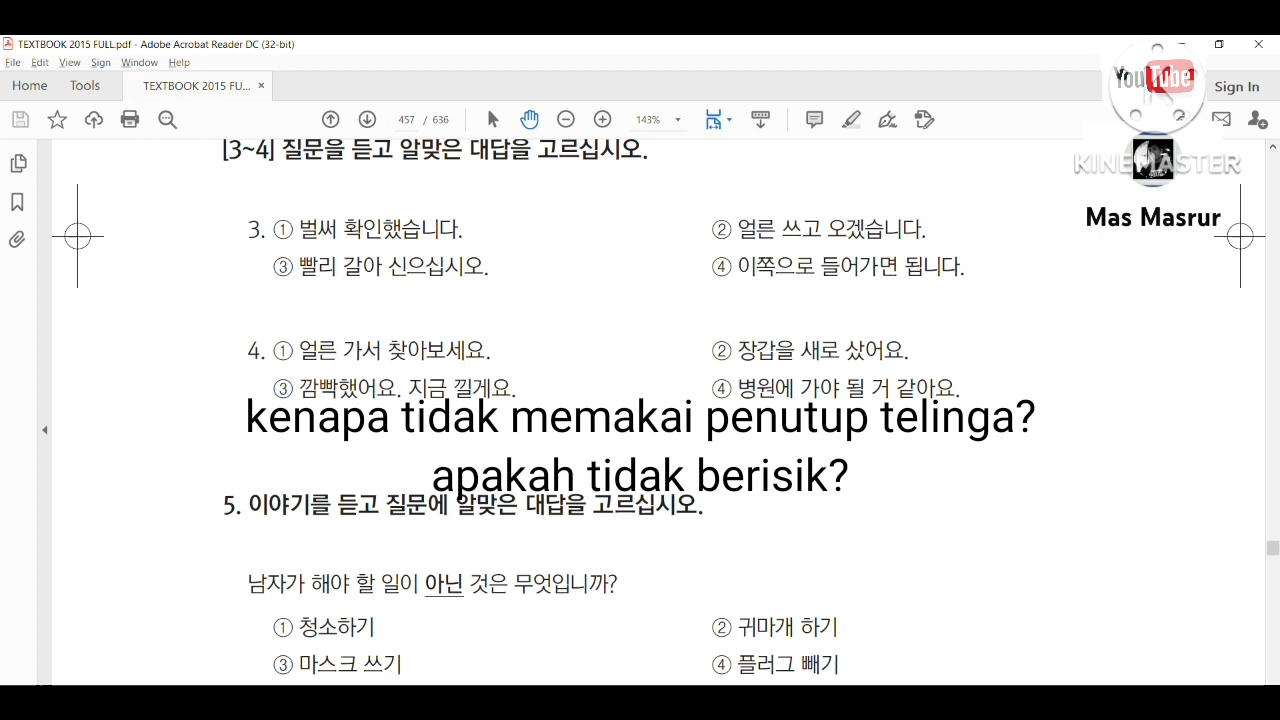 TEXTBOOK 2015 FULL.pdf - Adobe Acrobat Reader DC (32-bit)
File Edit View Sign Window Help
Home Tools TEXTBOOK 2015 FU... × Sign In
457 / 636 143%
YouTube
KINEMASTER
Mas Masrur
[3~4] 질문을 듣고 알맞은 대답을 고르십시오.
3. ① 벌써 확인했습니다. ② 얼른 쓰고 오겠습니다.
③ 빨리 갈아 신으십시오. ④ 이쪽으로 들어가면 됩니다.
4. ① 얼른 가서 찾아보세요. ② 장갑을 새로 샀어요.
③ 깜빡했어요. 지금 낄게요. ④ 병원에 가야 될 거 같아요.
kenapa tidak memakai penutup telinga?
apakah tidak berisik?
5. 이야기를 듣고 질문에 알맞은 대답을 고르십시오.
남자가 해야 할 일이 아닌 것은 무엇입니까?
① 청소하기 ② 귀마개 하기
③ 마스크 쓰기 ④ 플러그 빼기